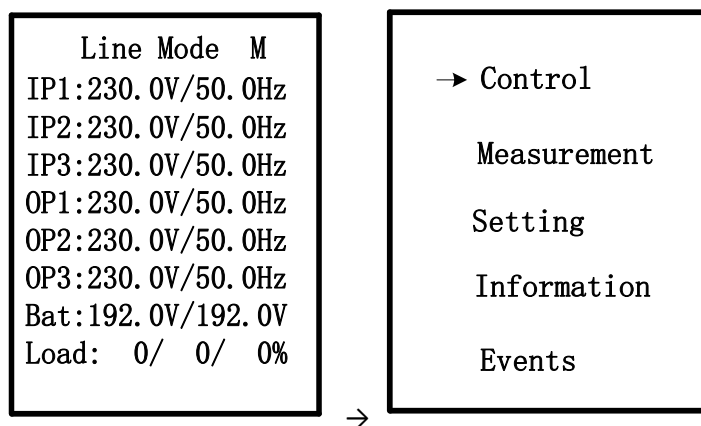 Line Mode M
IP1:230.0V/50.0Hz
IP2:230.0V/50.0Hz
IP3:230.0V/50.0Hz
OP1:230.0V/50.0Hz
OP2:230.0V/50.0Hz
OP3:230.0V/50.0Hz
Bat:192.0V/192.0V
Load: 0/ 0/ 0%
→
→ Control
Measurement
Setting
Information
Events